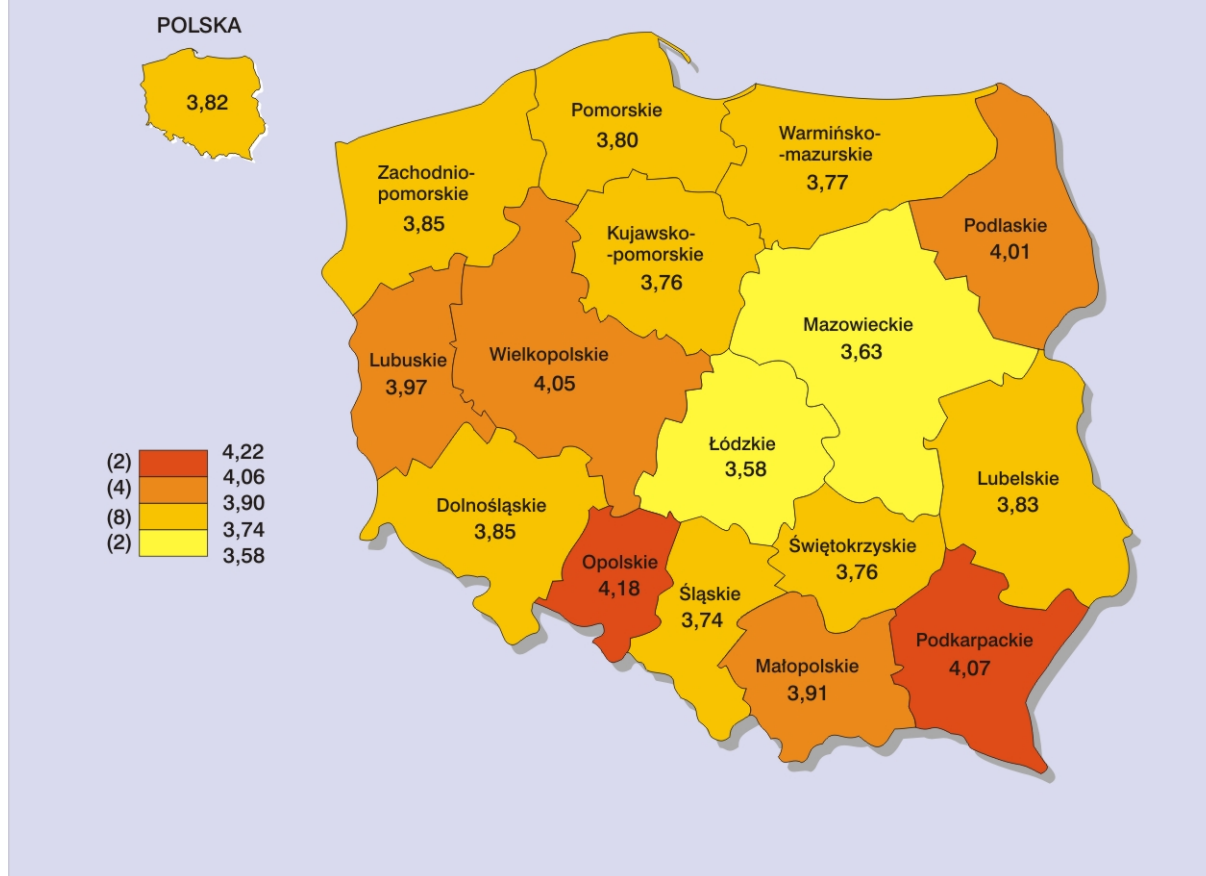 POLSKA
3,82
Pomorskie
3,80
Warmińsko-
-mazurskie
3,77
Zachodnio-
pomorskie
3,85
Kujawsko-
-pomorskie
3,76
Podlaskie
4,01
Mazowieckie
3,63
Lubuskie
3,97
Wielkopolskie
4,05
Łódzkie
3,58
Lubelskie
3,83
Dolnośląskie
3,85
Opolskie
4,18
Śląskie
3,74
Świętokrzyskie
3,76
Małopolskie
3,91
Podkarpackie
4,07
4,22
(2)
4,06
(4)
3,90
(8)
3,74
(2)
3,58